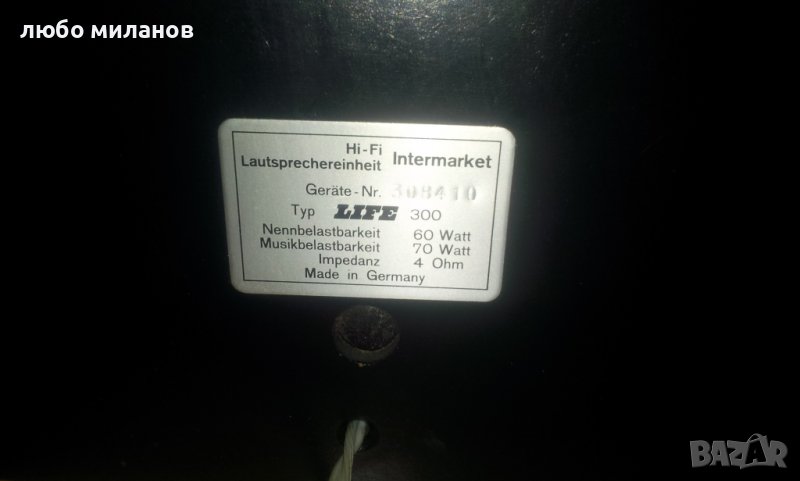 любо миланов
Hi-Fi
Lautsprechereinheit Intermarket
Geräte-Nr. 308410
Typ LIFE 300
Nennbelastbarkeit 60 Watt
Musikbelastbarkeit 70 Watt
Impedanz 4 Ohm
Made in Germany
BAZAR